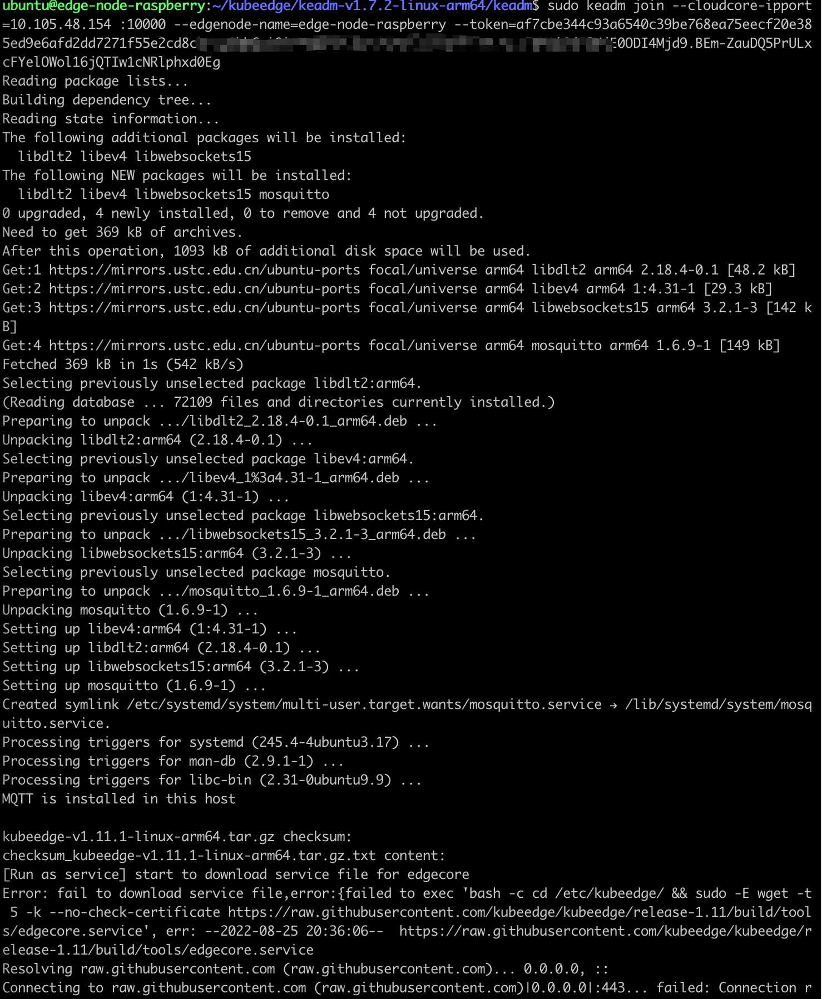 ubuntu@edge-node-raspberry:~/kubeedge/keadm-v1.7.2-linux-arm64/keadm$ sudo keadm join --cloudcore-ipport
=10.105.48.154 :10000 --edgenode-name=edge-node-raspberry --token=af7cbe344c93a6540c39be768ea75eecf20e38
5ed9e6afd2dd7271f55e2cd8c E0ODI4Mjd9.BEm-ZauDQ5PrULx
cFYelOWol16jQTIw1cNRlphxd0Eg
Reading package lists...
Building dependency tree...
Reading state information...
The following additional packages will be installed:
  libdlt2 libev4 libwebsockets15
The following NEW packages will be installed:
  libdlt2 libev4 libwebsockets15 mosquitto
0 upgraded, 4 newly installed, 0 to remove and 4 not upgraded.
Need to get 369 kB of archives.
After this operation, 1093 kB of additional disk space will be used.
Get:1 https://mirrors.ustc.edu.cn/ubuntu-ports focal/universe arm64 libdlt2 arm64 2.18.4-0.1 [48.2 kB]
Get:2 https://mirrors.ustc.edu.cn/ubuntu-ports focal/universe arm64 libev4 arm64 1:4.31-1 [29.3 kB]
Get:3 https://mirrors.ustc.edu.cn/ubuntu-ports focal/universe arm64 libwebsockets15 arm64 3.2.1-3 [142 k
B]
Get:4 https://mirrors.ustc.edu.cn/ubuntu-ports focal/universe arm64 mosquitto arm64 1.6.9-1 [149 kB]
Fetched 369 kB in 1s (542 kB/s)
Selecting previously unselected package libdlt2:arm64.
(Reading database ... 72109 files and directories currently installed.)
Preparing to unpack .../libdlt2_2.18.4-0.1_arm64.deb ...
Unpacking libdlt2:arm64 (2.18.4-0.1) ...
Selecting previously unselected package libev4:arm64.
Preparing to unpack .../libev4_1%3a4.31-1_arm64.deb ...
Unpacking libev4:arm64 (1:4.31-1) ...
Selecting previously unselected package libwebsockets15:arm64.
Preparing to unpack .../libwebsockets15_3.2.1-3_arm64.deb ...
Unpacking libwebsockets15:arm64 (3.2.1-3) ...
Selecting previously unselected package mosquitto.
Preparing to unpack .../mosquitto_1.6.9-1_arm64.deb ...
Unpacking mosquitto (1.6.9-1) ...
Setting up libev4:arm64 (1:4.31-1) ...
Setting up libdlt2:arm64 (2.18.4-0.1) ...
Setting up libwebsockets15:arm64 (3.2.1-3) ...
Setting up mosquitto (1.6.9-1) ...
Created symlink /etc/systemd/system/multi-user.target.wants/mosquitto.service → /lib/systemd/system/mosq
uitto.service.
Processing triggers for systemd (245.4-4ubuntu3.17) ...
Processing triggers for man-db (2.9.1-1) ...
Processing triggers for libc-bin (2.31-0ubuntu9.9) ...
MQTT is installed in this host

kubeedge-v1.11.1-linux-arm64.tar.gz checksum:
checksum_kubeedge-v1.11.1-linux-arm64.tar.gz.txt content:
[Run as service] start to download service file for edgecore
Error: fail to download service file,error:{failed to exec 'bash -c cd /etc/kubeedge/ && sudo -E wget -t
 5 -k --no-check-certificate https://raw.githubusercontent.com/kubeedge/kubeedge/release-1.11/build/tool
s/edgecore.service', err: --2022-08-25 20:36:06--  https://raw.githubusercontent.com/kubeedge/kubeedge/r
elease-1.11/build/tools/edgecore.service
Resolving raw.githubusercontent.com (raw.githubusercontent.com)... 0.0.0.0, ::
Connecting to raw.githubusercontent.com (raw.githubusercontent.com)|0.0.0.0|:443... failed: Connection r